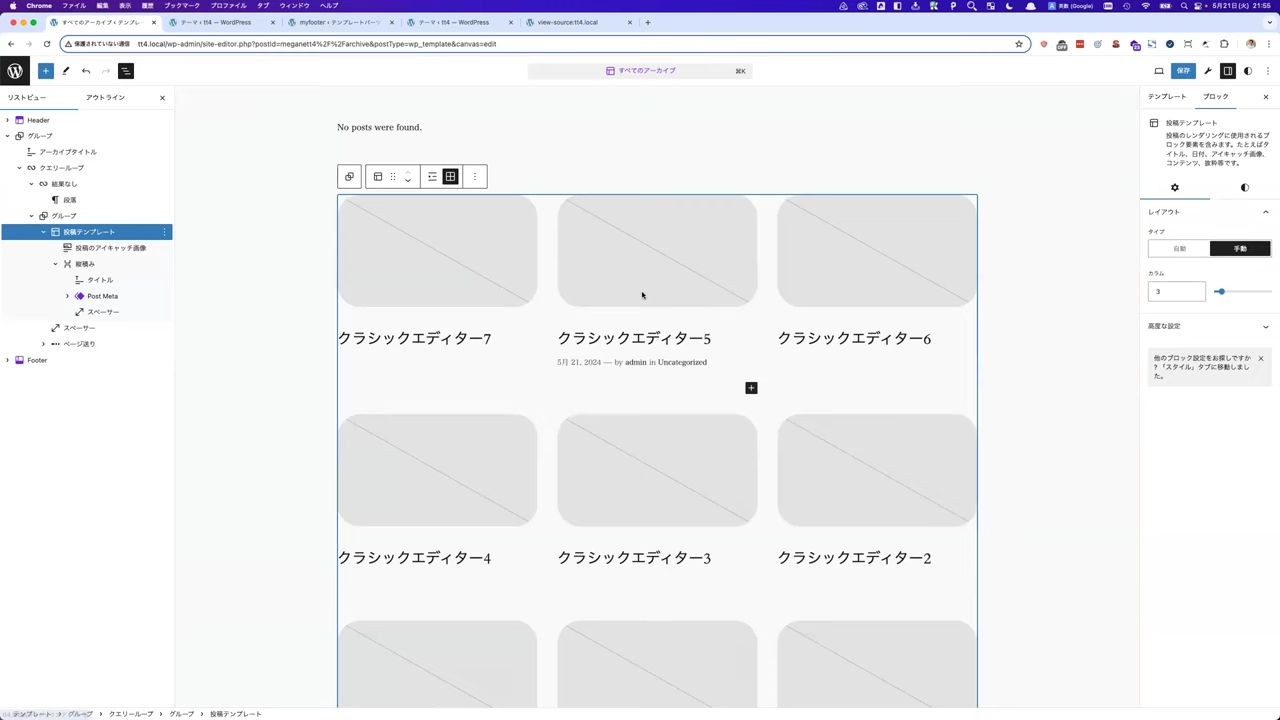 Chrome ファイル 編集 表示 履歴 ブックマーク プロファイル タブ ウィンドウ ヘルプ
英数 (Google) 5月21日(火) 21:55
すべてのアーカイブ ‹ テンプレー
テーマ ‹ tt4 — WordPress
myfooter ‹ テンプレートパーツ
テーマ ‹ tt4 — WordPress
view-source:tt4.local
保護されていない通信 tt4.local/wp-admin/site-editor.php?postId=meganett4%2F%2Farchive&postType=wp_template&canvas=edit
すべてのアーカイブ ⌘K
保存
リストビュー アウトライン
Header
グループ
アーカイブタイトル
クエリーループ
結果なし
段落
グループ
投稿テンプレート
投稿のアイキャッチ画像
縦積み
タイトル
Post Meta
スペーサー
スペーサー
ページ送り
Footer
No posts were found.
クラシックエディター7
クラシックエディター5
クラシックエディター6
5月 21, 2024 — by admin in Uncategorized
クラシックエディター4
クラシックエディター3
クラシックエディター2
テンプレート ブロック
投稿テンプレート
投稿のレンダリングに使用されるブ
ロック要素を含みます。たとえばタ
イトル、日付、アイキャッチ画像、
コンテンツ、抜粋等です。
レイアウト
タイプ
自動 手動
カラム
3
高度な設定
他のブロック設定をお探しですか
? 「スタイル」タブに移動しまし
た。
テンプレート › グループ › クエリーループ › グループ › 投稿テンプレート